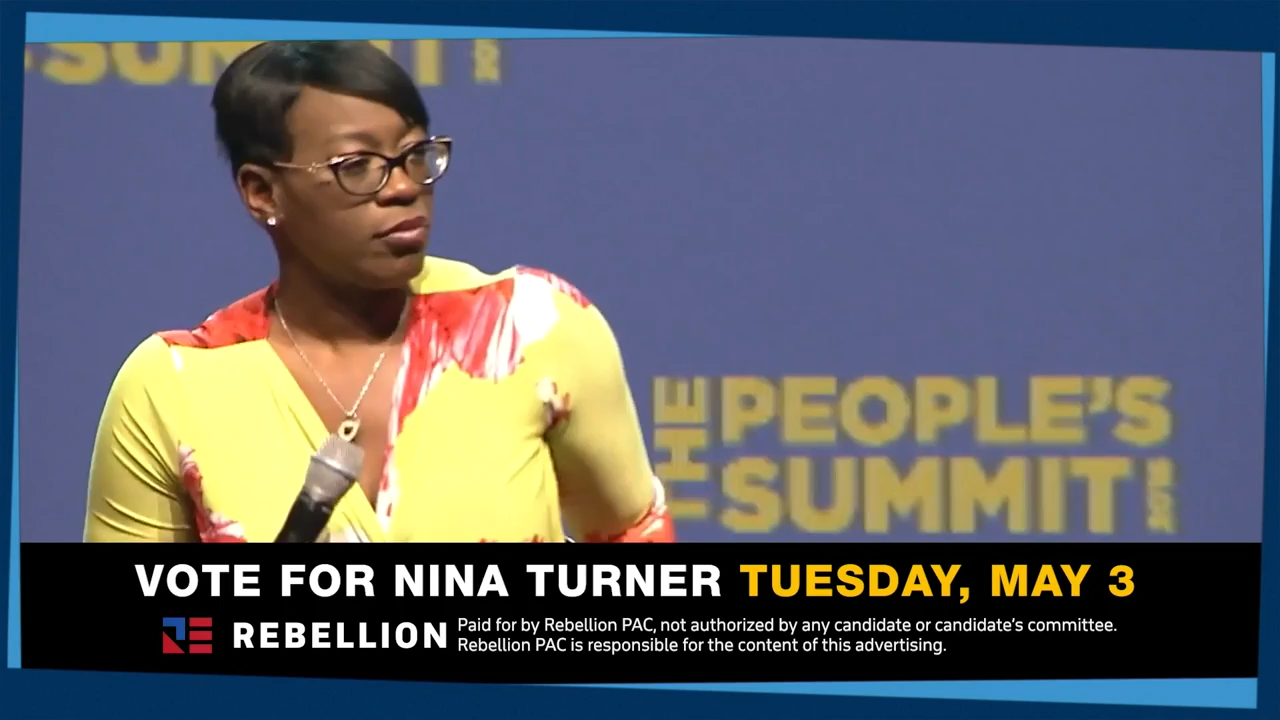 SUMMIT
THE
PEOPLE'S
SUMMIT
VOTE FOR NINA TURNER TUESDAY, MAY 3
REBELLION
Paid for by Rebellion PAC, not authorized by any candidate or candidate's committee.
Rebellion PAC is responsible for the content of this advertising.